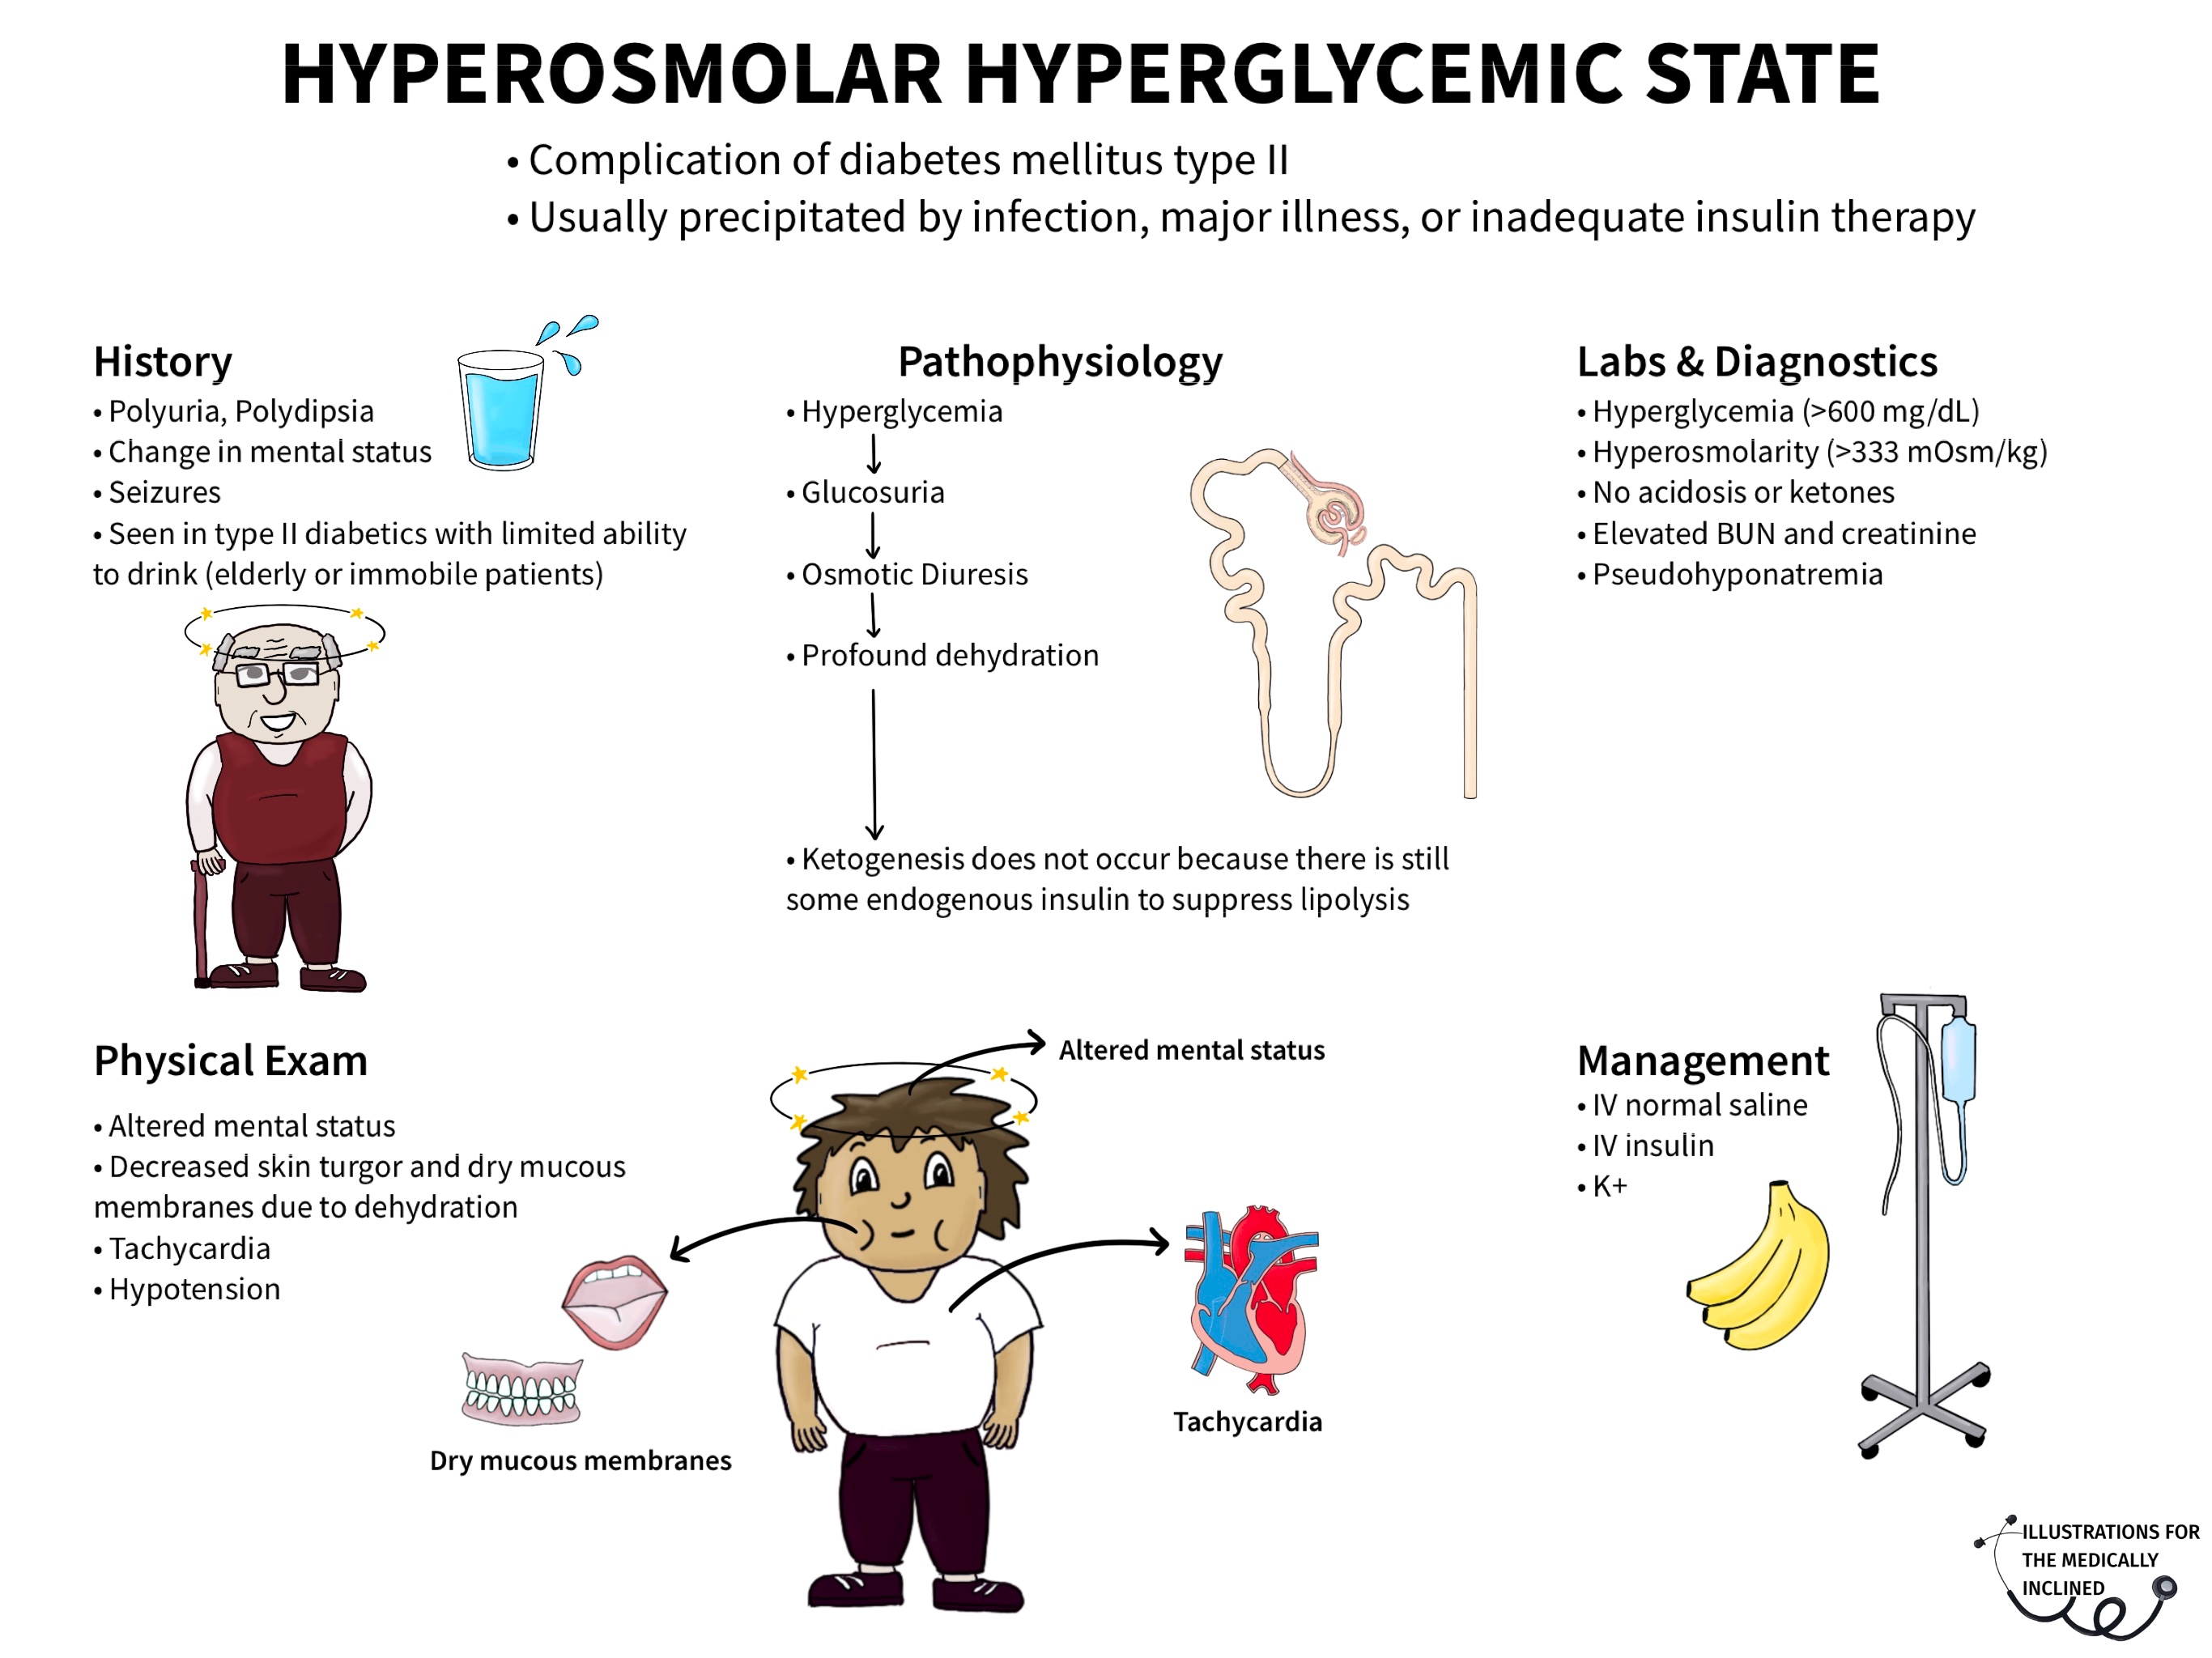 HYPEROSMOLAR HYPERGLYCEMIC STATE
• Complication of diabetes mellitus type II
• Usually precipitated by infection, major illness, or inadequate insulin therapy
History
• Polyuria, Polydipsia
• Change in mental status
• Seizures
• Seen in type II diabetics with limited ability
to drink (elderly or immobile patients)
Pathophysiology
• Hyperglycemia
• Glucosuria
• Osmotic Diuresis
• Profound dehydration
• Ketogenesis does not occur because there is still
some endogenous insulin to suppress lipolysis
Labs & Diagnostics
• Hyperglycemia (>600 mg/dL)
• Hyperosmolarity (>333 mOsm/kg)
• No acidosis or ketones
• Elevated BUN and creatinine
• Pseudohyponatremia
Physical Exam
• Altered mental status
• Decreased skin turgor and dry mucous
membranes due to dehydration
• Tachycardia
• Hypotension
Altered mental status
Dry mucous membranes
Tachycardia
Management
• IV normal saline
• IV insulin
• K+
ILLUSTRATIONS FOR
THE MEDICALLY
INCLINED